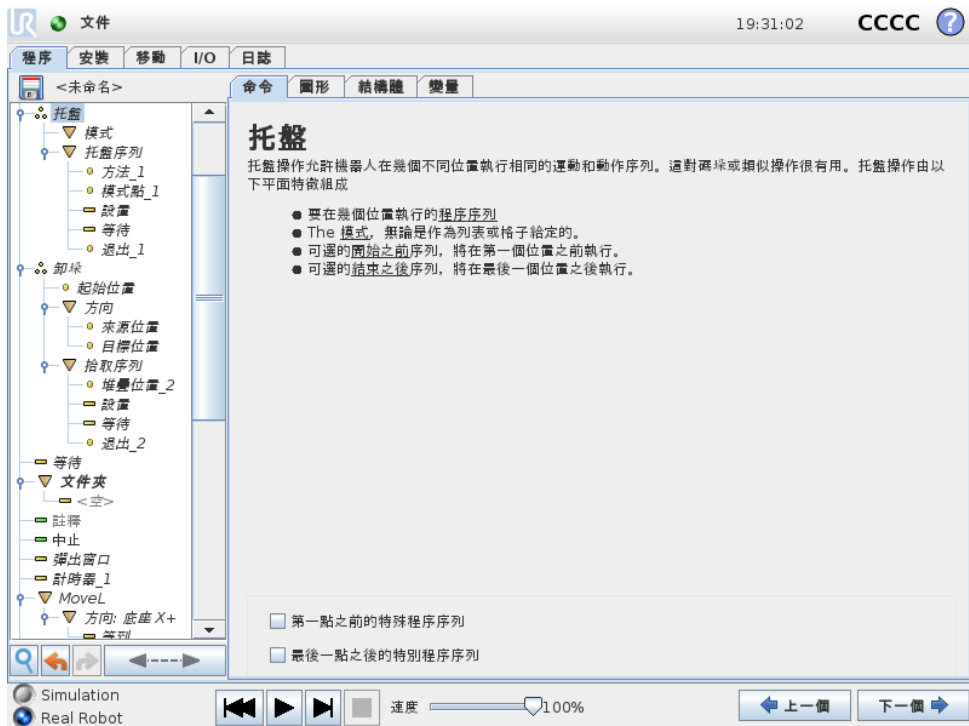 UR 文件 19:31:02 CCCC ?
程序 安裝 移動 I/O 日誌
<未命名> 命令 圖形 結構體 變量
托盤
模式
托盤序列
方法_1
模式點_1
設置
等待
退出_1
卸垛
起始位置
方向
來源位置
目標位置
拾取序列
堆疊位置_2
設置
等待
退出_2
等待
文件夾
<空>
註釋
中止
彈出窗口
計時器_1
MoveL
方向: 底座 X+
等到
托盤
托盤操作允許機器人在幾個不同位置執行相同的運動和動作序列。這對碼垛或類似操作很有用。托盤操作由以
下平面特徵組成
要在幾個位置執行的程序序列
The 模式, 無論是作為列表或格子給定的。
可選的開始之前序列, 將在第一個位置之前執行。
可選的結束之後序列, 將在最後一個位置之後執行。
第一點之前的特殊程序序列
最後一點之後的特別程序序列
Simulation
Real Robot
速度 100% 上一個 下一個